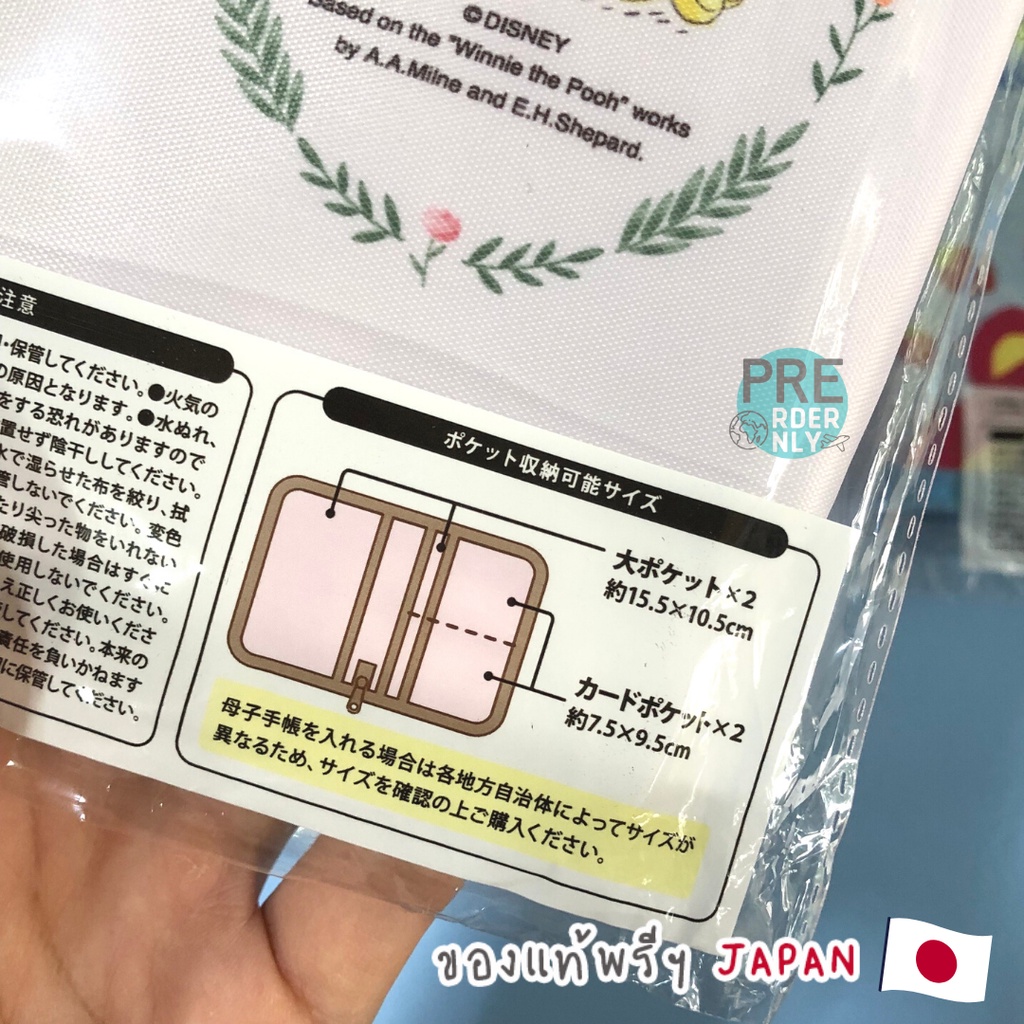 ©DISNEY
Based on the "Winnie the Pooh" works
by A.A.Milne and E.H.Shepard.
注意
・保管してください。●火気の
の原因となります。●水ぬれ、
をする恐れがありますので
置せず陰干ししてください。
水で湿らせた布を絞り、拭
管しないでください。変色
たり尖った物をいれない
破損した場合はすぐに
使用しないでください。
え正しくお使いくださ
してください。本来の
責任を負いかねます
に保管してください。
ポケット収納可能サイズ
大ポケット×2
約15.5×10.5cm
カードポケット×2
約7.5×9.5cm
母子手帳を入れる場合は各地方自治体によってサイズが
異なるため、サイズを確認の上ご購入ください。
PRE
ORDER
ONLY
ของแท้พรีฯ JAPAN